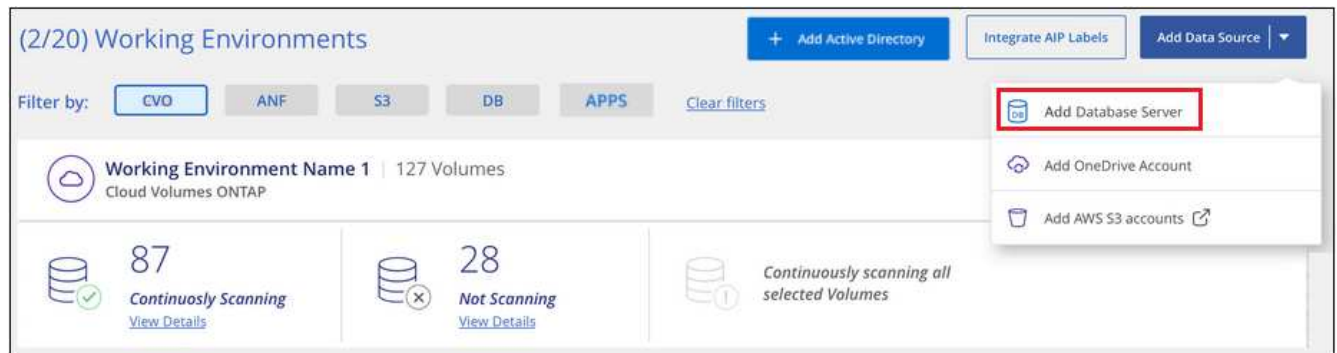 (2/20) Working Environments
+ Add Active Directory
Integrate AIP Labels
Add Data Source
Filter by:
CVO
ANF
S3
DB
APPS
Clear filters
DB
Add Database Server
Add OneDrive Account
Add AWS S3 accounts
Working Environment Name 1 | 127 Volumes
Cloud Volumes ONTAP
87
Continuosly Scanning
View Details
28
Not Scanning
View Details
Continuously scanning all
selected Volumes